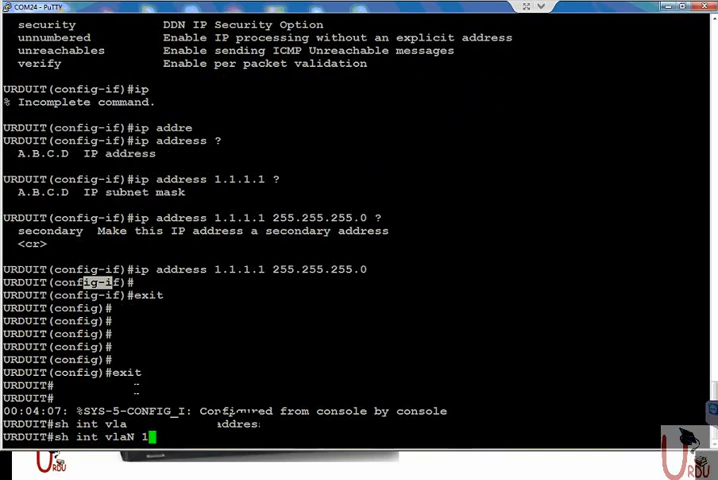 COM24 - PuTTY
security DDN IP Security Option
unnumbered Enable IP processing without an explicit address
unreachables Enable sending ICMP Unreachable messages
verify Enable per packet validation
URDUIT(config-if)#ip
% Incomplete command.
URDUIT(config-if)#ip addre
URDUIT(config-if)#ip address ?
A.B.C.D IP address
URDUIT(config-if)#ip address 1.1.1.1 ?
A.B.C.D IP subnet mask
URDUIT(config-if)#ip address 1.1.1.1 255.255.255.0 ?
secondary Make this IP address a secondary address
<cr>
URDUIT(config-if)#ip address 1.1.1.1 255.255.255.0
URDUIT(config-if)#
URDUIT(config-if)#exit
URDUIT(config)#
URDUIT(config)#
URDUIT(config)#
URDUIT(config)#
URDUIT(config)#
URDUIT(config)#exit
URDUIT#
URDUIT#
00:04:07: %SYS-5-CONFIG_I: Configured from console by console
URDUIT#sh int vla addres
URDUIT#sh int vlaN 1
URDU
URDU